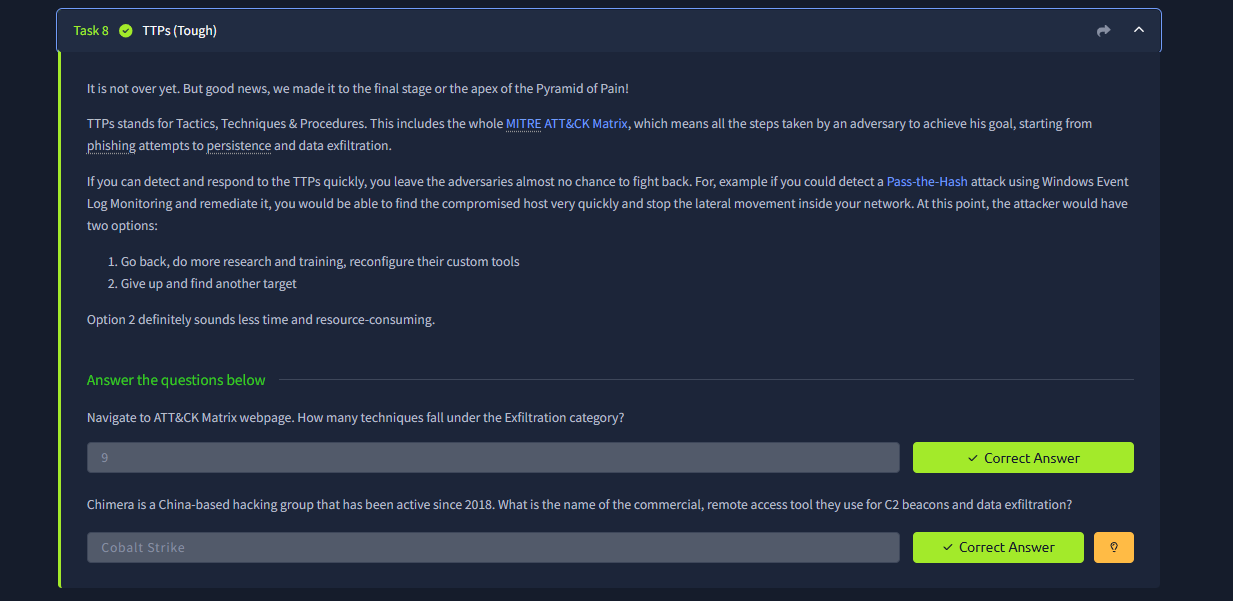 Task 8 TTPs (Tough)
It is not over yet. But good news, we made it to the final stage or the apex of the Pyramid of Pain!
TTPs stands for Tactics, Techniques & Procedures. This includes the whole MITRE ATT&CK Matrix, which means all the steps taken by an adversary to achieve his goal, starting from
phishing attempts to persistence and data exfiltration.
If you can detect and respond to the TTPs quickly, you leave the adversaries almost no chance to fight back. For, example if you could detect a Pass-the-Hash attack using Windows Event
Log Monitoring and remediate it, you would be able to find the compromised host very quickly and stop the lateral movement inside your network. At this point, the attacker would have
two options:
1. Go back, do more research and training, reconfigure their custom tools
2. Give up and find another target
Option 2 definitely sounds less time and resource-consuming.
Answer the questions below
Navigate to ATT&CK Matrix webpage. How many techniques fall under the Exfiltration category?
9
Correct Answer
Chimera is a China-based hacking group that has been active since 2018. What is the name of the commercial, remote access tool they use for C2 beacons and data exfiltration?
Cobalt Strike
Correct Answer